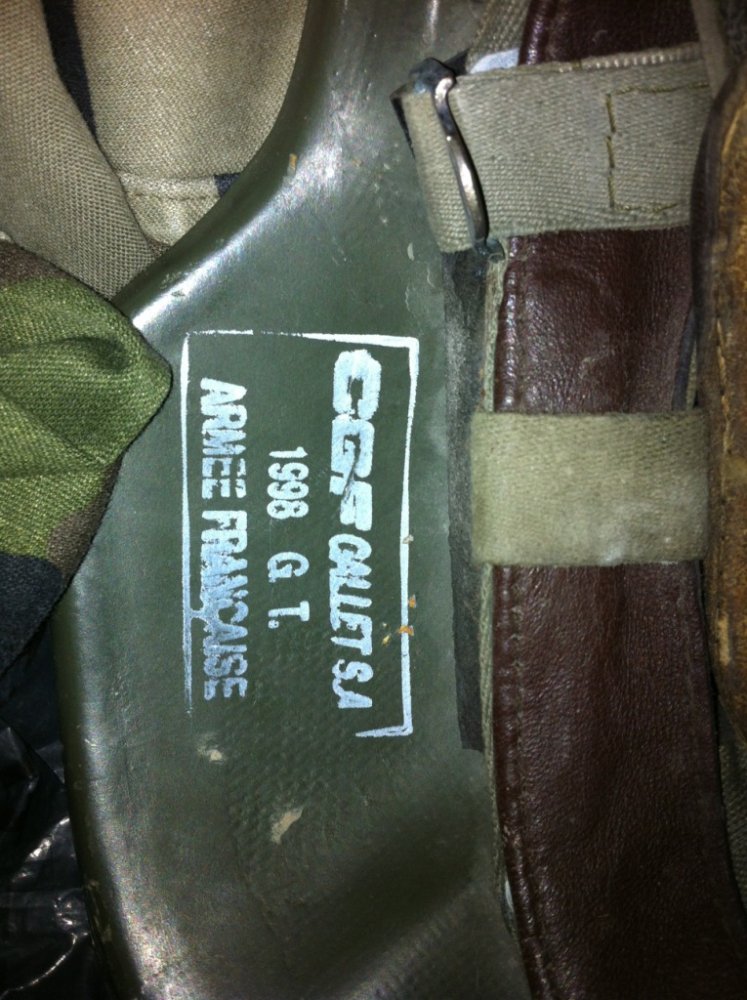 CGF GALLET S.A
1998 G T.
ARMEE FRANCAISE